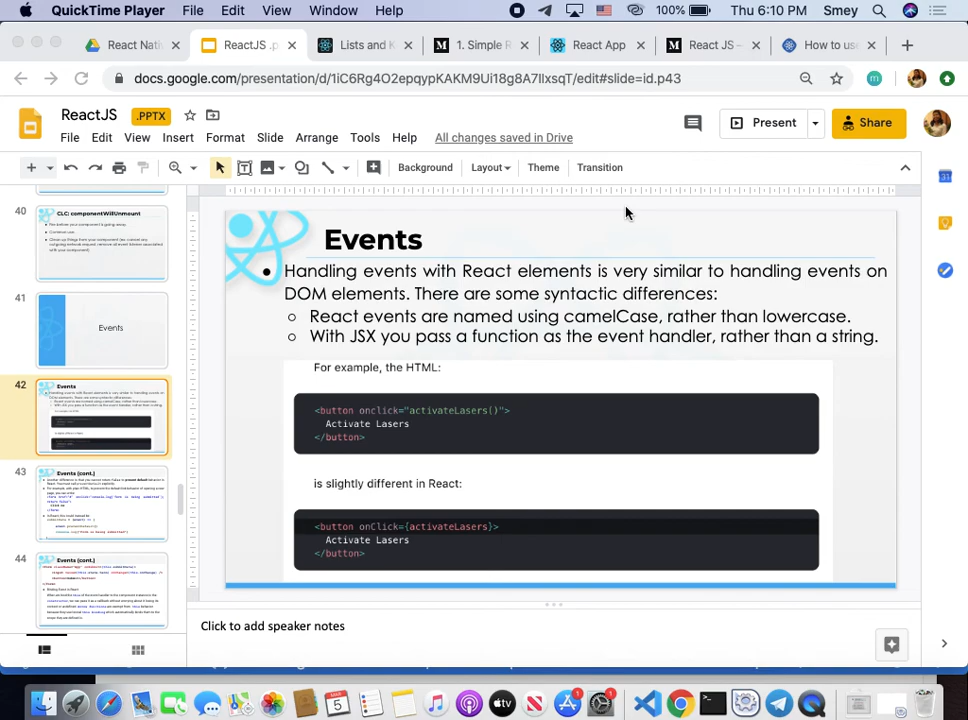 QuickTime Player File Edit View Window Help 100% Thu 6:10 PM Smey
React Nati
ReactJS .p
Lists and K
1. Simple R
React App
React JS –
How to use
docs.google.com/presentation/d/1iC6Rg4O2epqypKAKM9Ui18g8A7IlxsqT/edit#slide=id.p43
m
ReactJS .PPTX
File Edit View Insert Format Slide Arrange Tools Help All changes saved in Drive
Present
Share
Background Layout Theme Transition
31
40
CLC: componentWillUnmount
41
Events
42
Events
43
Events (cont.)
44
Events (cont.)
Events
● Handling events with React elements is very similar to handling events on
DOM elements. There are some syntactic differences:
○ React events are named using camelCase, rather than lowercase.
○ With JSX you pass a function as the event handler, rather than a string.
For example, the HTML:
<button onclick="activateLasers()">
Activate Lasers
</button>
is slightly different in React:
<button onClick={activateLasers}>
Activate Lasers
</button>
Click to add speaker notes
MAR
5
tv
1
1